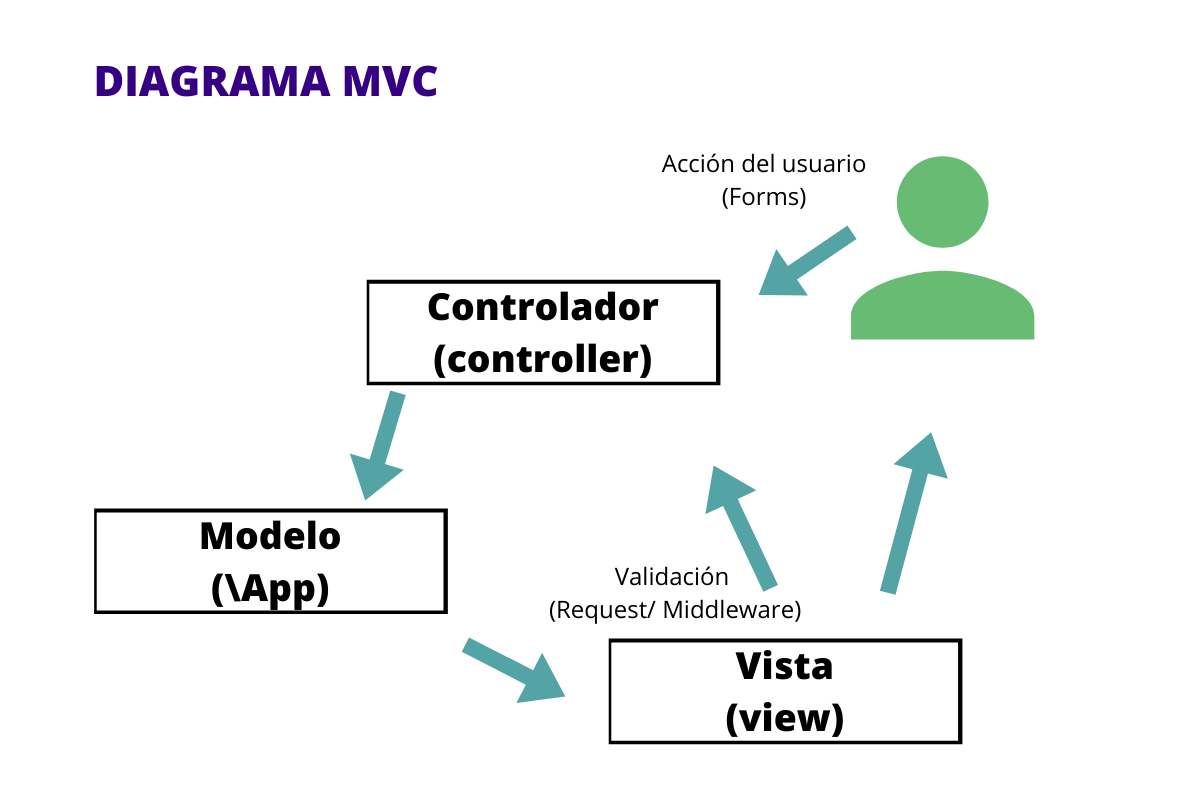 DIAGRAMA MVC
Acción del usuario
(Forms)
Controlador
(controller)
Modelo
(\App)
Validación
(Request/ Middleware)
Vista
(view)